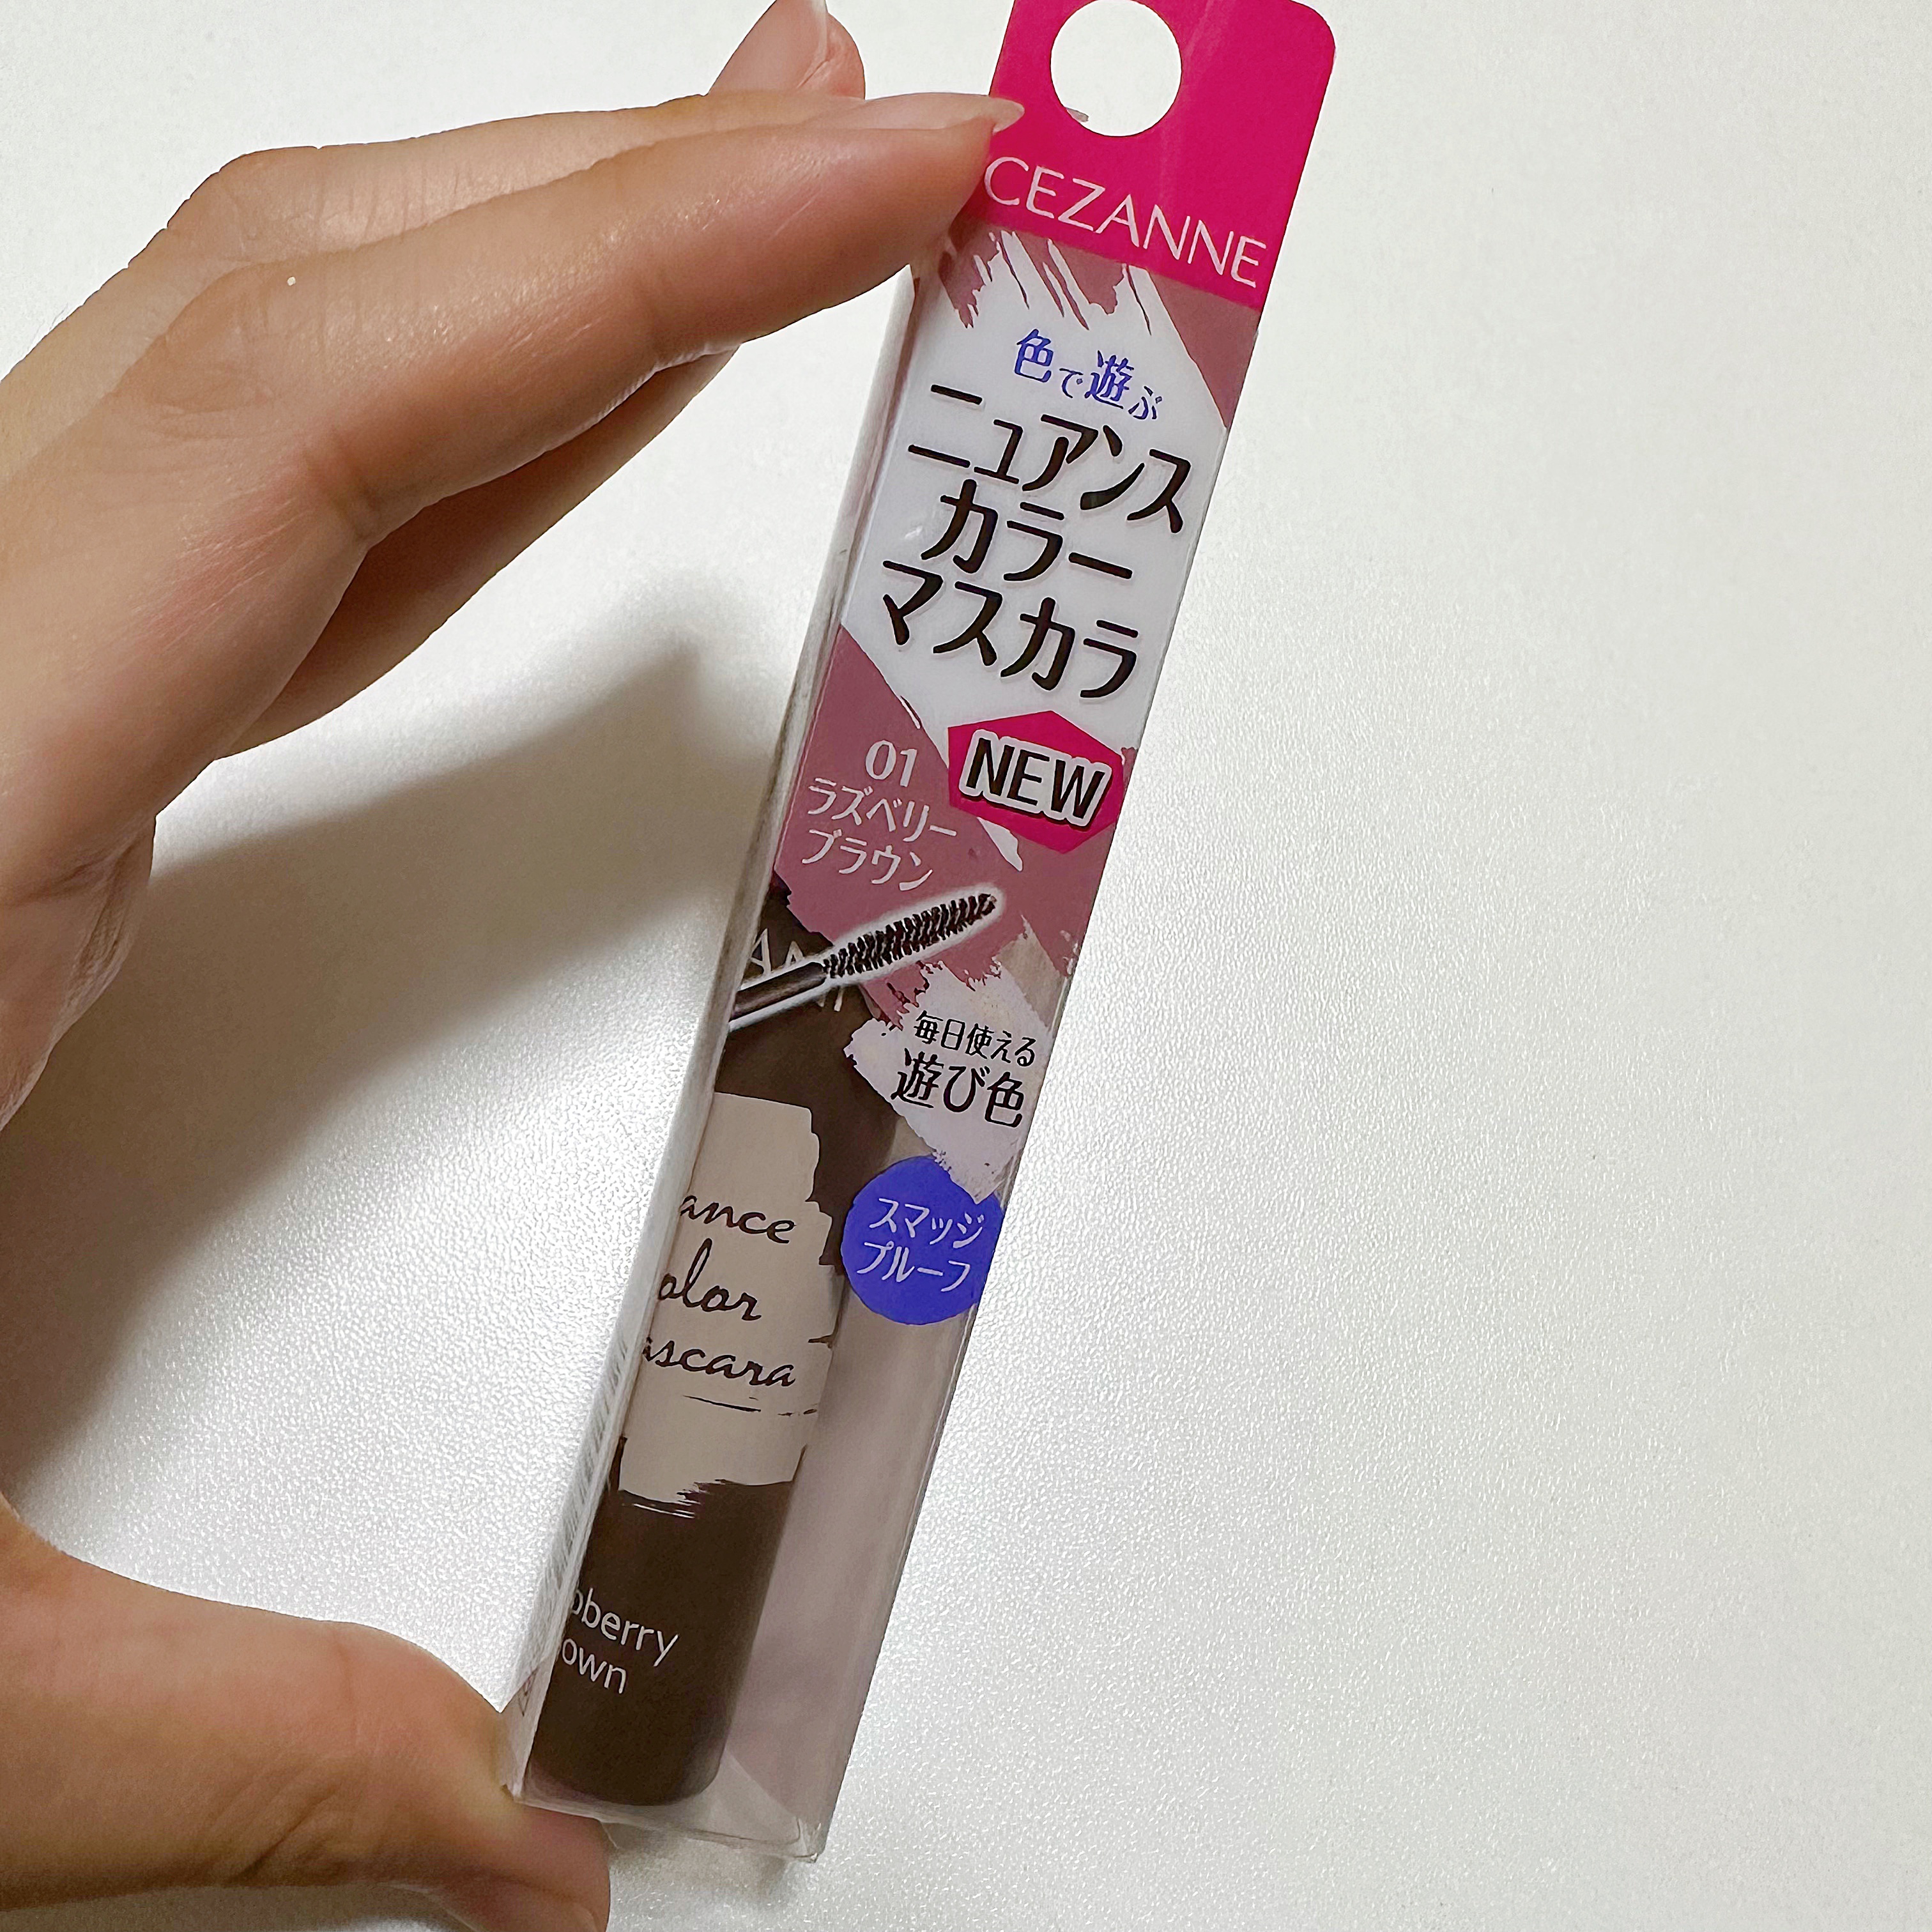 CEZANNE
色で遊ぶ
ニュアンス
カラー
マスカラ
NEW
01
ラズベリー
ブラウン
毎日使える
遊び色
スマッジ
プルーフ
ance
olor
ascara
berry
own